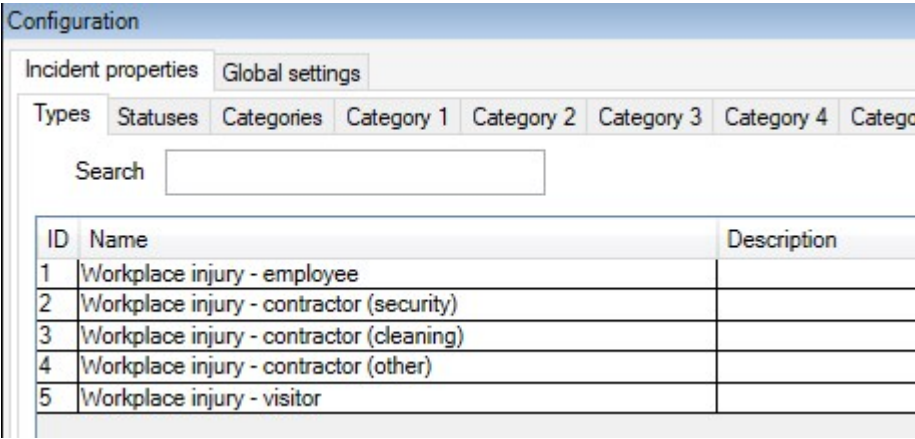 Configuration
Incident properties Global settings
Types Statuses Categories Category 1 Category 2 Category 3 Category 4 Catego
Search
ID Name Description
1 Workplace injury - employee
2 Workplace injury - contractor (security)
3 Workplace injury - contractor (cleaning)
4 Workplace injury - contractor (other)
5 Workplace injury - visitor